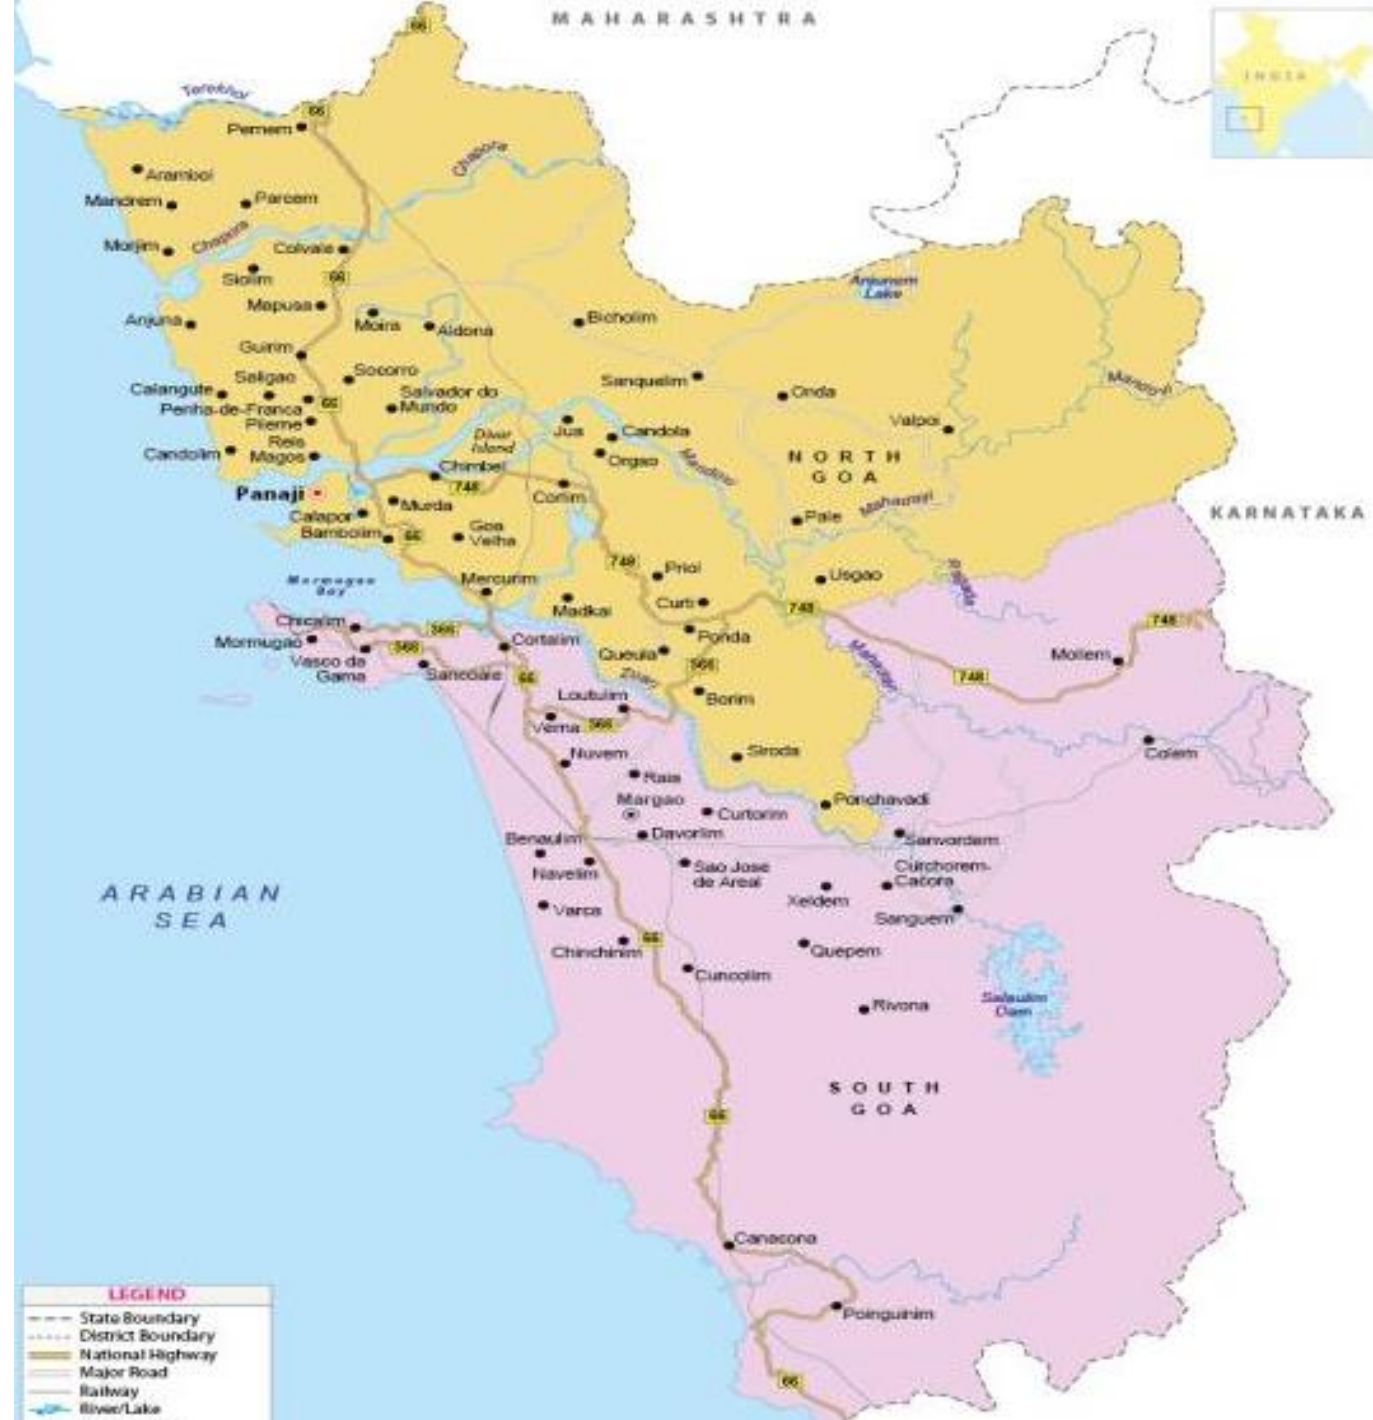 MAHARASHTRA
66
INDIA
Terekhol
66
Pernem
Chapora
Arambol
Mandrem
Parcem
Chapora
Morjim
Colvale
Siolim
66
Anjunem
Lake
Mapusa
Anjuna
Moira
Aldona
Bicholim
Guirim
Saligao
Socorro
Sanquelim
Mandovi
Calangute
66
Salvador do
Mundo
Onda
Penha-de-Franca
Pilerne
Valpoi
Reis
Magos
Divar
Island
Jua
Candola
Candolim
Orgao
NORTH
GOA
Chimbel
Mandovi
748
Panaji
Corlim
Murda
Mahadayi
KARNATAKA
Calapor
Pale
Bambolim
66
Goa
Velha
748
Priol
Ragada
Mormugao
Bay
Mercurim
Usgao
Madkai
Curti
748
Chicalim
366
748
Mormugao
366
Cortalim
Ponda
Vasco da
Gama
Sancoale
Queula
Mahadayi
Mollem
66
Zuari
566
748
Loutulim
Borim
Verna
566
Nuvem
Siroda
Colem
Raia
Margao
Curtorim
Ponchavadi
Benaulim
Davorlim
Sanvordem
Navelim
Sao Jose
de Areal
Curchorem-
Cacora
Xeldem
ARABIAN
SEA
Varca
Sanguem
Chinchinim
66
Quepem
Cuncolim
Rivona
Salaulim
Dam
SOUTH
GOA
66
Canacona
Poinguinim
66
LEGEND
State Boundary
District Boundary
National Highway
Major Road
Railway
River/Lake